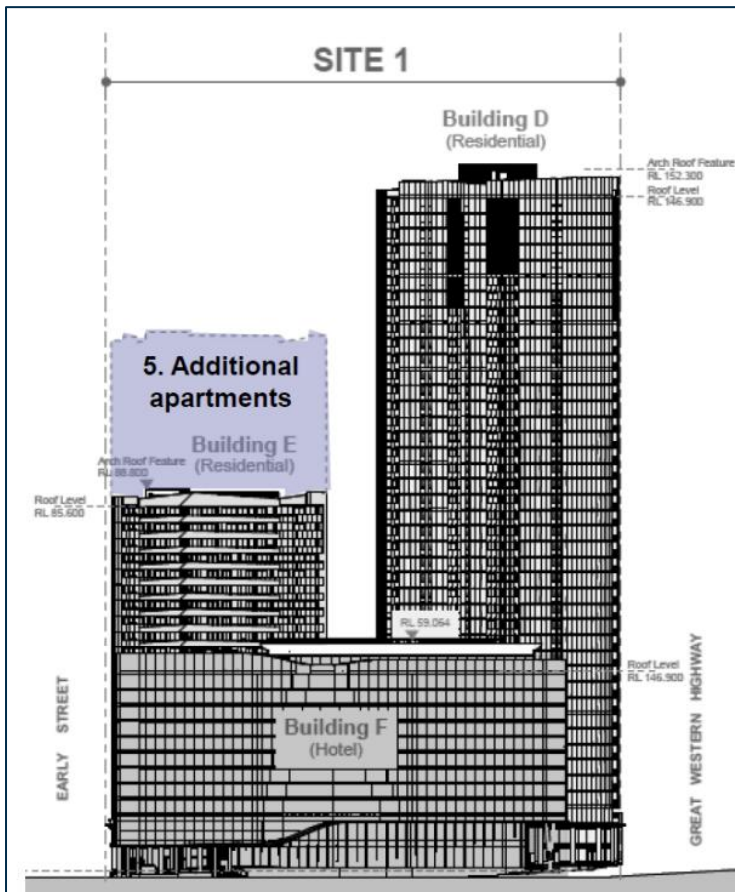 SITE 1
Building D
(Residential)
Arch Roof Feature
RL 152.300
Roof Level
RL 146.900
5. Additional
apartments
Building E
(Residential)
Arch Roof Feature
RL 88.800
Roof Level
RL 85.600
RL 59.064
Roof Level
RL 146.900
Building F
(Hotel)
EARLY STREET
GREAT WESTERN HIGHWAY